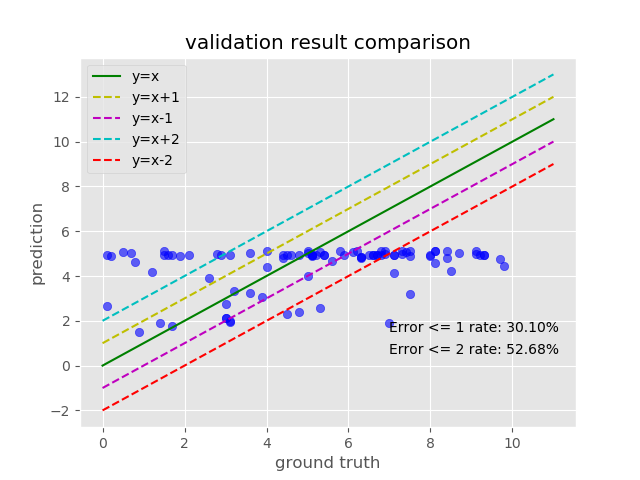 validation result comparison
y=x
y=x+1
y=x-1
y=x+2
y=x-2
12
10
8
6
4
2
0
−2
prediction
Error <= 1 rate: 30.10%
Error <= 2 rate: 52.68%
0 2 4 6 8 10
ground truth